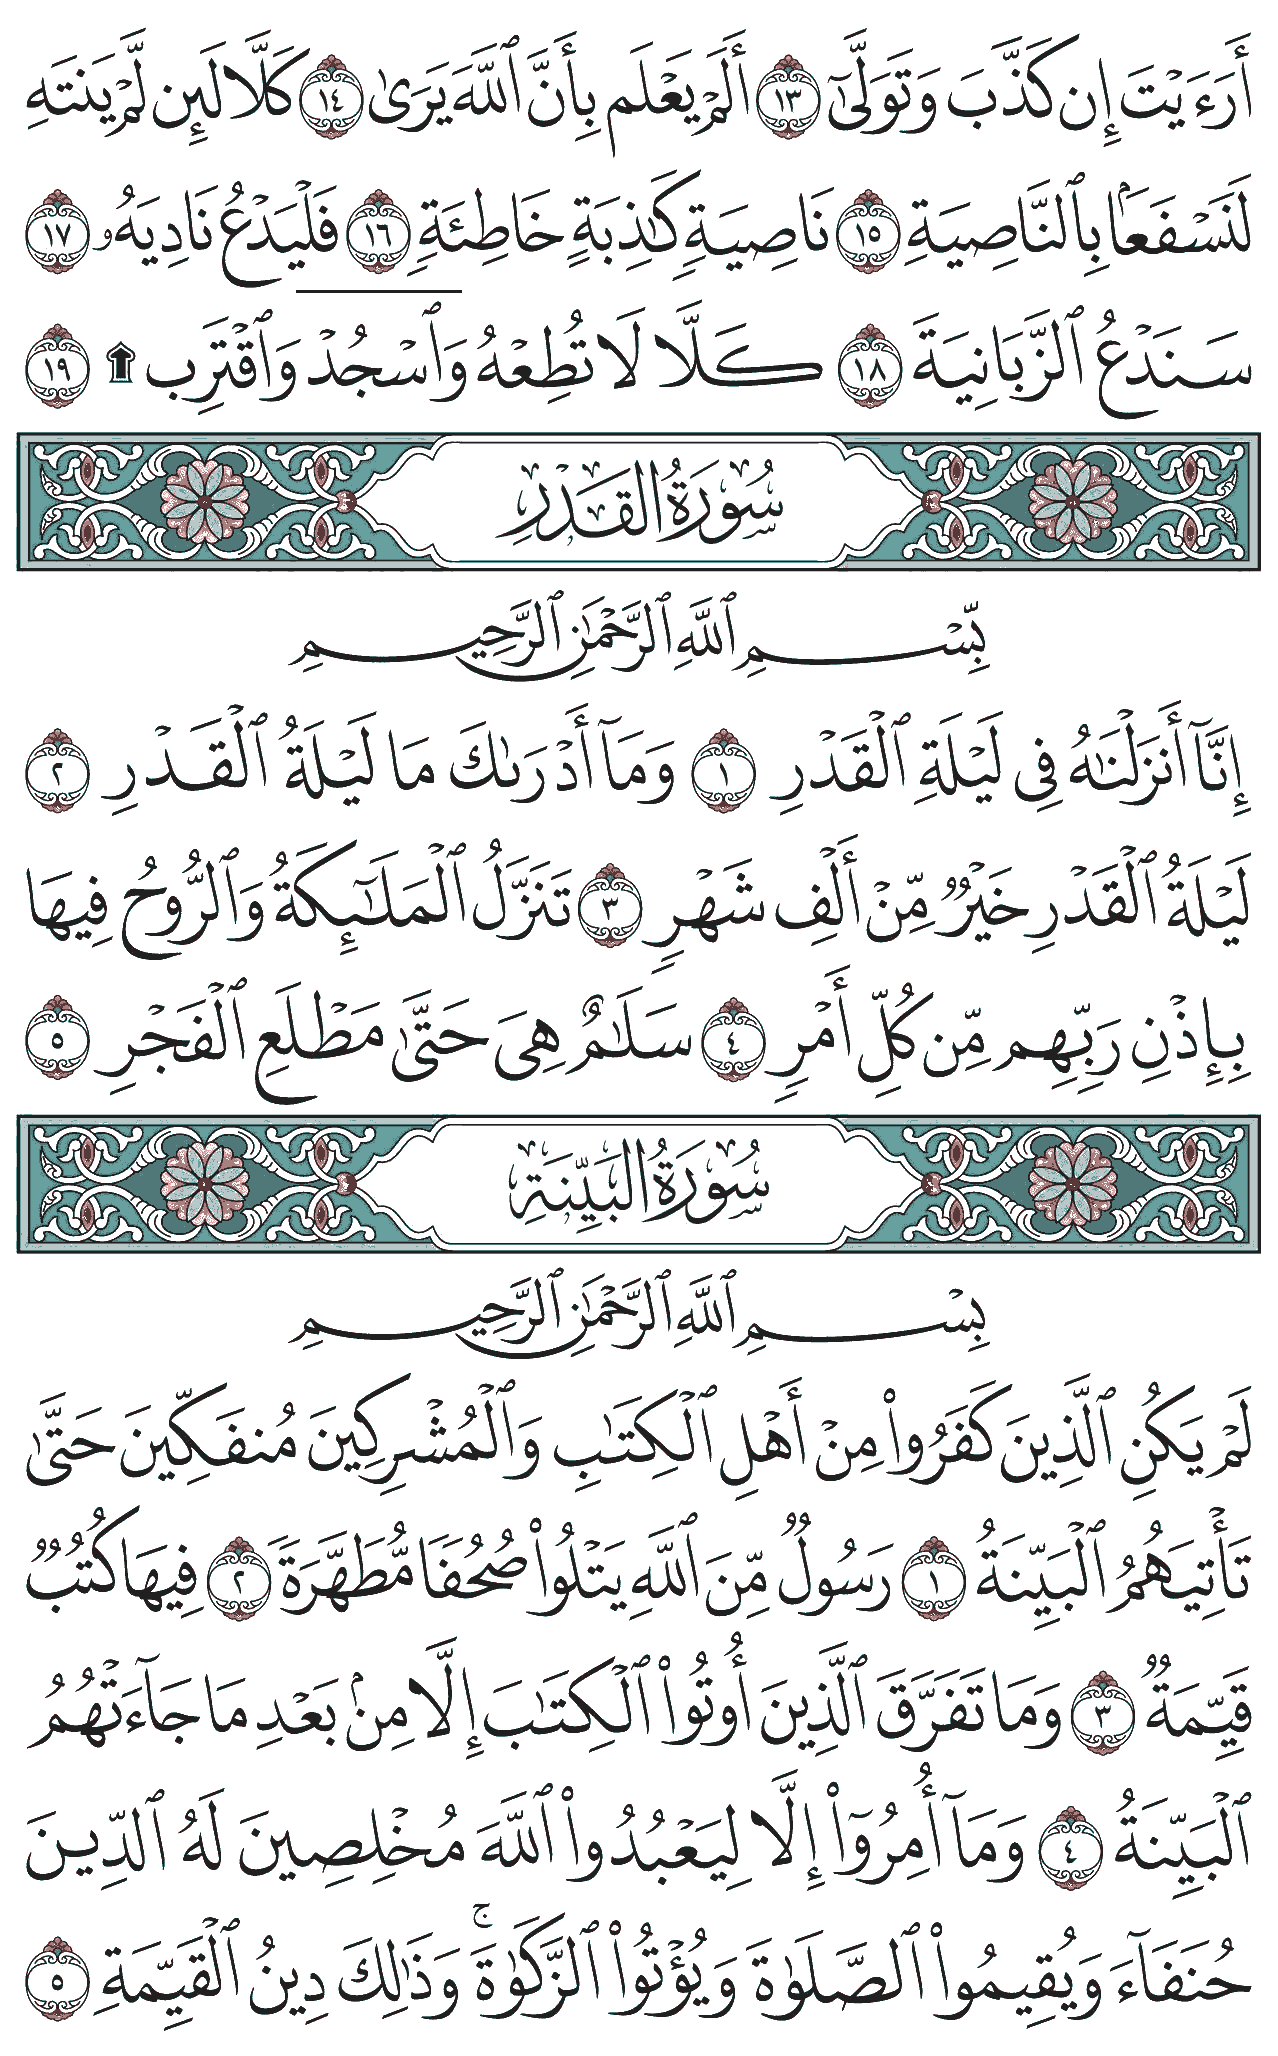 أَرَءَيْتَ إِن كَذَّبَ وَتَوَلَّىٰٓ ١٣ أَلَمْ يَعْلَم بِأَنَّ ٱللَّهَ يَرَىٰ ١٤ كَلَّا لَئِن لَّمْ يَنتَهِ
لَنَسْفَعًۢا بِٱلنَّاصِيَةِ ١٥ نَاصِيَةٍ كَٰذِبَةٍ خَاطِئَةٍ ١٦ فَلْيَدْعُ نَادِيَهُۥ ١٧
سَنَدْعُ ٱلزَّبَانِيَةَ ١٨ كَلَّا لَا تُطِعْهُ وَٱسْجُدْ وَٱقْتَرِب ۩ ١٩
سُورَةُ القَدْرِ
بِّسْمِ ٱللَّهِ ٱلرَّحْمَٰنِ ٱلرَّحِيمِ
إِنَّآ أَنزَلْنَٰهُ فِى لَيْلَةِ ٱلْقَدْرِ ١ وَمَآ أَدْرَىٰكَ مَا لَيْلَةُ ٱلْقَدْرِ ٢
لَيْلَةُ ٱلْقَدْرِ خَيْرٌ مِّنْ أَلْفِ شَهْرٍ ٣ تَنَزَّلُ ٱلْمَلَٰٓئِكَةُ وَٱلرُّوحُ فِيهَا
بِإِذْنِ رَبِّهِم مِّن كُلِّ أَمْرٍ ٤ سَلَٰمٌ هِىَ حَتَّىٰ مَطْلَعِ ٱلْفَجْرِ ٥
سُورَةُ البَيِّنَةِ
بِسْمِ ٱللَّهِ ٱلرَّحْمَٰنِ ٱلرَّحِيمِ
لَمْ يَكُنِ ٱلَّذِينَ كَفَرُوا۟ مِنْ أَهْلِ ٱلْكِتَٰبِ وَٱلْمُشْرِكِينَ مُنفَكِّينَ حَتَّىٰ
تَأْتِيَهُمُ ٱلْبَيِّنَةُ ١ رَسُولٌ مِّنَ ٱللَّهِ يَتْلُوا۟ صُحُفًا مُّطَهَّرَةً ٢ فِيهَا كُتُبٌ
قَيِّمَةٌ ٣ وَمَا تَفَرَّقَ ٱلَّذِينَ أُوتُوا۟ ٱلْكِتَٰبَ إِلَّا مِنۢ بَعْدِ مَا جَآءَتْهُمُ
ٱلْبَيِّنَةُ ٤ وَمَآ أُمِرُوٓا۟ إِلَّا لِيَعْبُدُوا۟ ٱللَّهَ مُخْلِصِينَ لَهُ ٱلدِّينَ
حُنَفَآءَ وَيُقِيمُوا۟ ٱلصَّلَوٰةَ وَيُؤْتُوا۟ ٱلزَّكَوٰةَ ۚ وَذَٰلِكَ دِينُ ٱلْقَيِّمَةِ ٥